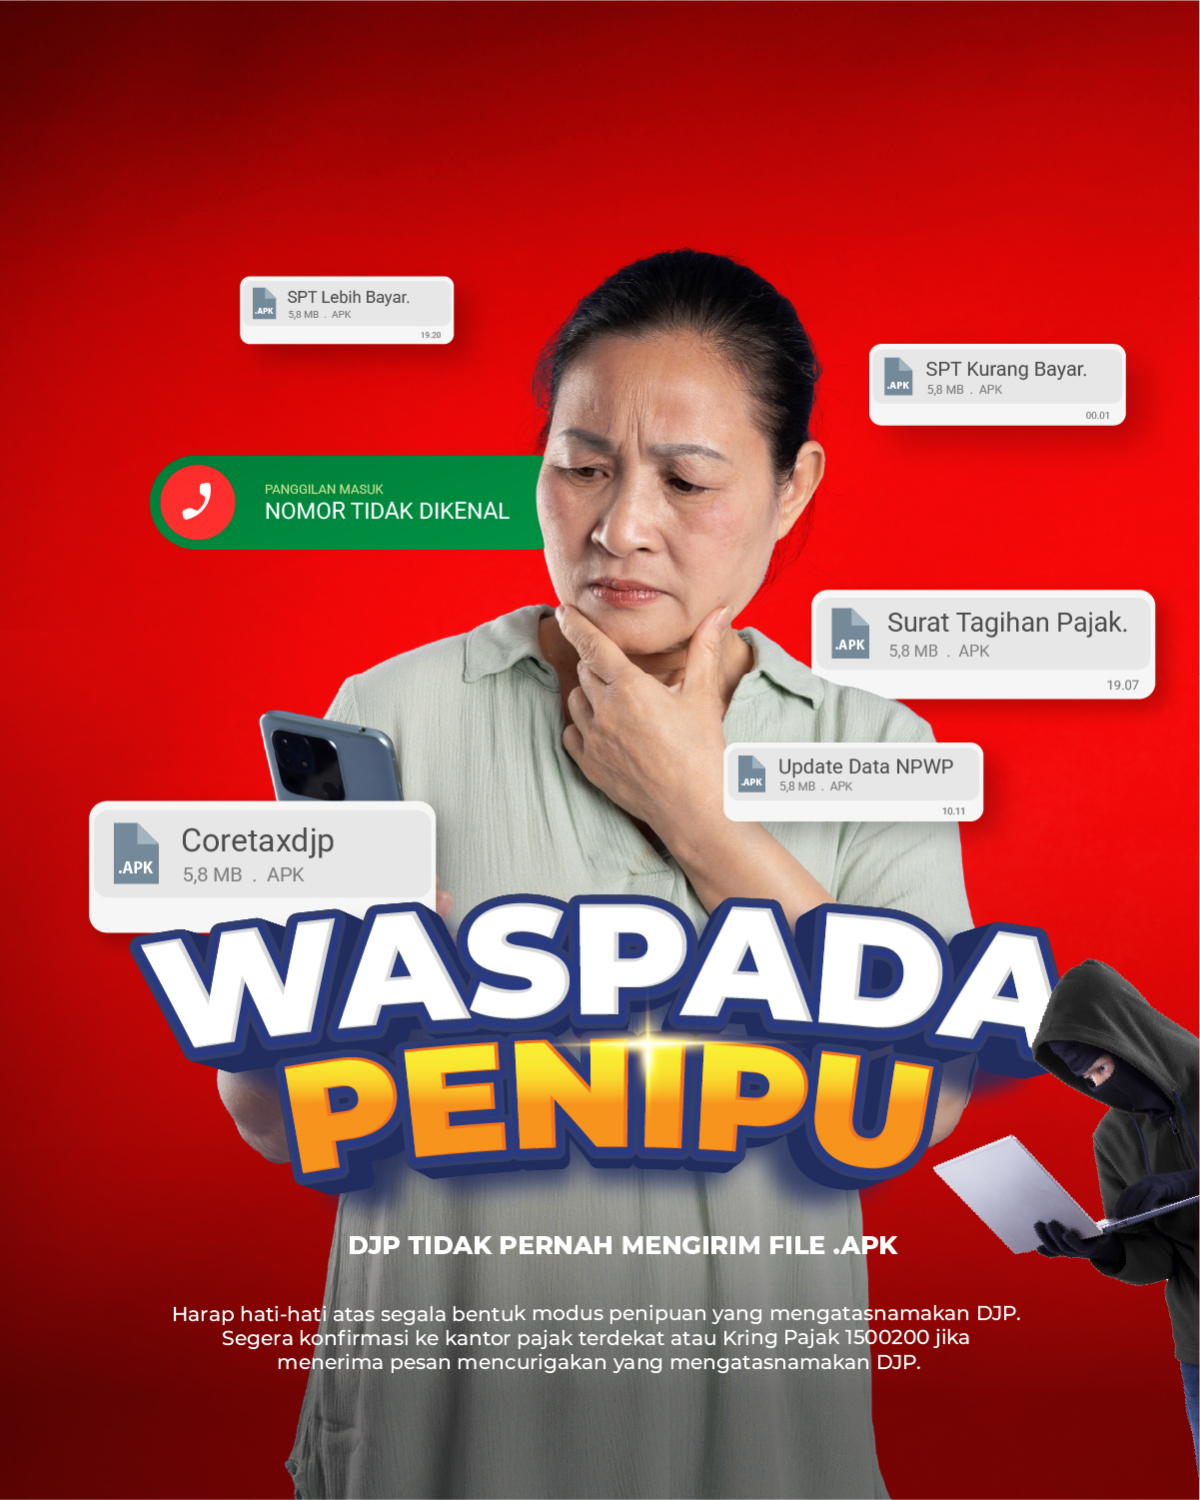 SPT Lebih Bayar.
.APK
5,8 MB . APK
19.20
SPT Kurang Bayar.
.APK
5,8 MB . APK
00.01
PANGGILAN MASUK
NOMOR TIDAK DIKENAL
Surat Tagihan Pajak.
.APK
5,8 MB . APK
19.07
Update Data NPWP
.APK
5,8 MB . APK
10.11
Coretaxdjp
.APK
5,8 MB . APK
WASPADA
PENIPU
DJP TIDAK PERNAH MENGIRIM FILE .APK
Harap hati-hati atas segala bentuk modus penipuan yang mengatasnamakan DJP.
Segera konfirmasi ke kantor pajak terdekat atau Kring Pajak 1500200 jika
menerima pesan mencurigakan yang mengatasnamakan DJP.